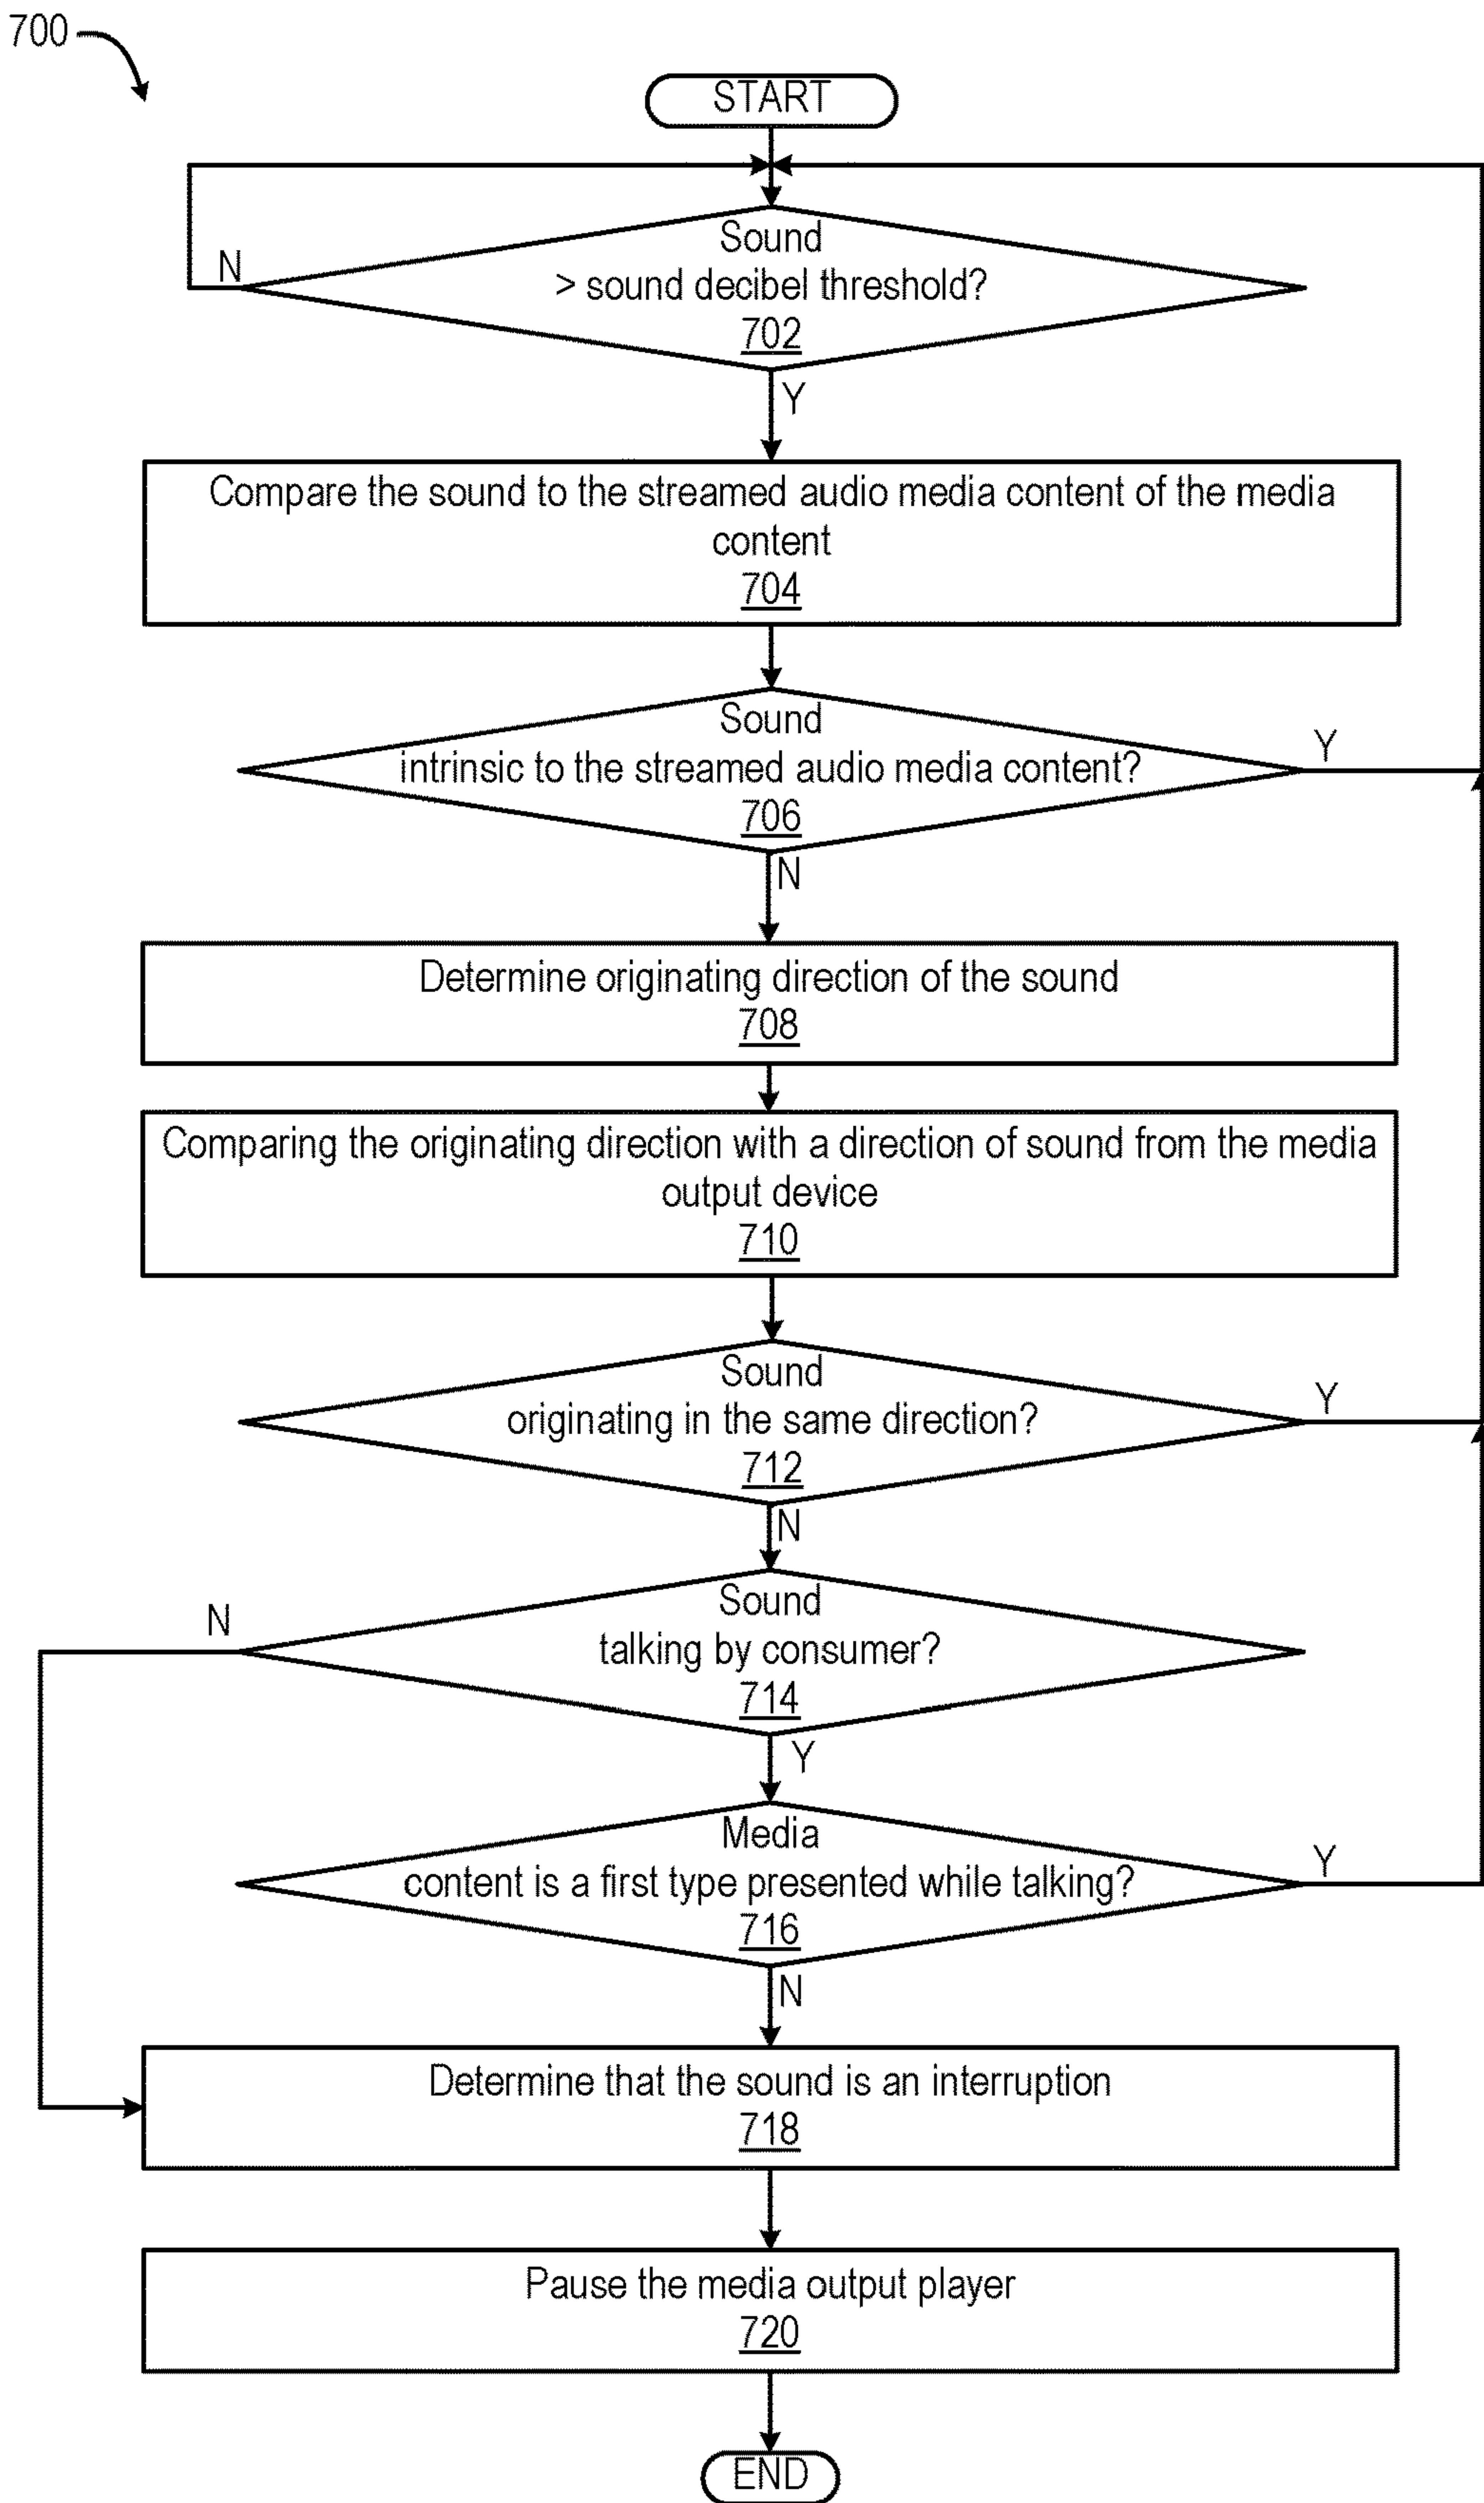 700
START
Sound
> sound decibel threshold?
702
N
Y
Compare the sound to the streamed audio media content of the media
content
704
Sound
intrinsic to the streamed audio media content?
706
Y
N
Determine originating direction of the sound
708
Comparing the originating direction with a direction of sound from the media
output device
710
Sound
originating in the same direction?
712
Y
N
Sound
talking by consumer?
714
N
Y
Media
content is a first type presented while talking?
716
Y
N
Determine that the sound is an interruption
718
Pause the media output player
720
END